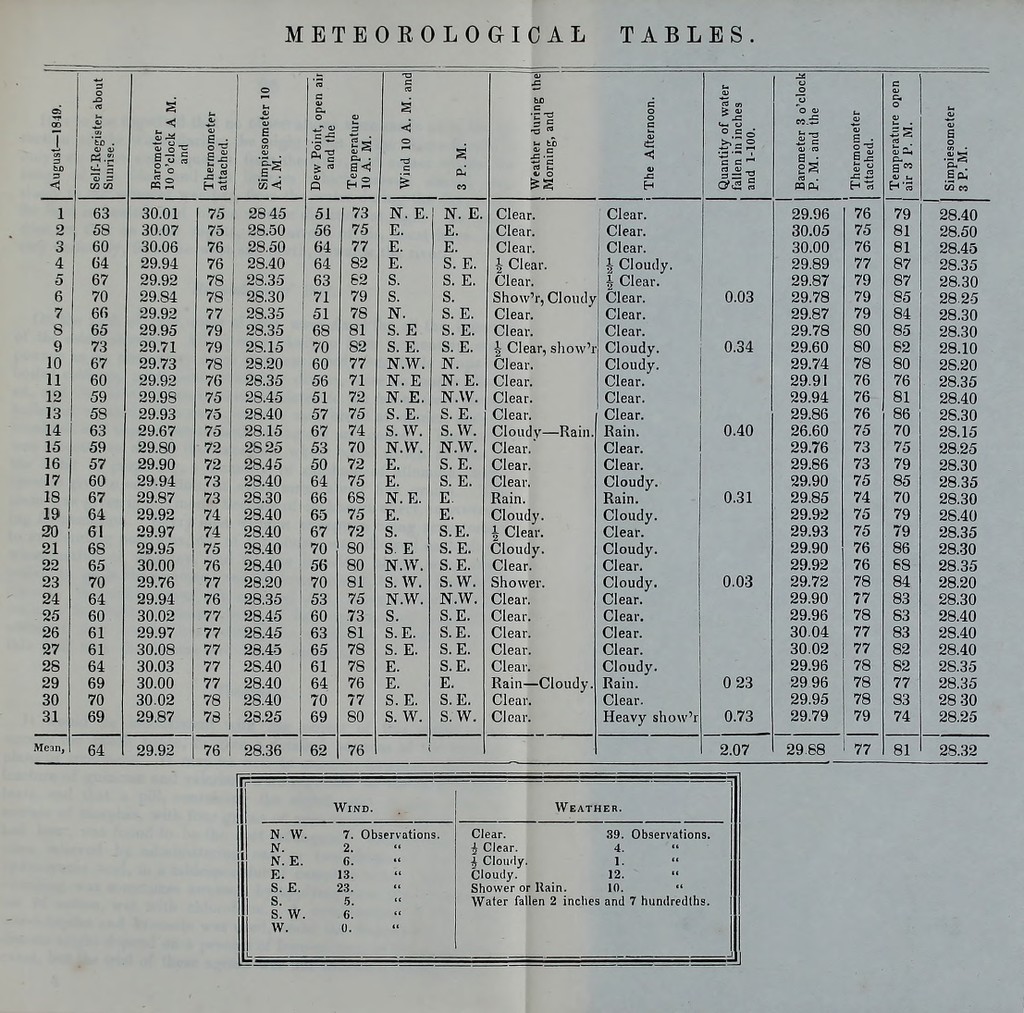 METEOROLOGICAL TABLES.
August—1849. Self-Register about Sunrise. Barometer 10 o'clock A M. and Thermometer attached. Simpiesometer 10 A. M. Dew Point, open air and the Temperature 10 A. M. Wind 10 A. M. and 3 P. M. Weather during the Morning, and The Afternoon. Quantity of water fallen in inches and 1-100. Barometer 3 o'clock P. M. and the Thermometer attached. Temperature open air 3 P. M. Simpiesometer 3 P. M.
1 63 30.01 75 28 45 51 73 N. E. N. E. Clear. Clear. 29.96 76 79 28.40
2 58 30.07 75 28.50 56 75 E. E. Clear. Clear. 30.05 75 81 28.50
3 60 30.06 76 28.50 64 77 E. E. Clear. Clear. 30.00 76 81 28.45
4 64 29.94 76 28.40 64 82 E. S. E. ½ Clear. ½ Cloudy. 29.89 77 87 28.35
5 67 29.92 78 28.35 63 82 S. S. E. Clear. ½ Clear. 29.87 79 87 28.30
6 70 29.84 78 28.30 71 79 S. S. Show'r, Cloudy Clear. 0.03 29.78 79 85 28.25
7 66 29.92 77 28.35 51 78 N. S. E. Clear. Clear. 29.87 79 84 28.30
8 65 29.95 79 28.35 68 81 S. E S. E. Clear. Clear. 29.78 80 85 28.30
9 73 29.71 79 28.15 70 82 S. E. S. E. ½ Clear, show'r Cloudy. 0.34 29.60 80 82 28.10
10 67 29.73 78 28.20 60 77 N.W. N. Clear. Cloudy. 29.74 78 80 28.20
11 60 29.92 76 28.35 56 71 N. E N. E. Clear. Clear. 29.91 76 76 28.35
12 59 29.98 75 28.45 51 72 N. E. N.W. Clear. Clear. 29.94 76 81 28.40
13 58 29.93 75 28.40 57 75 S. E. S. E. Clear. Clear. 29.86 76 86 28.30
14 63 29.67 75 28.15 67 74 S. W. S. W. Cloudy—Rain. Rain. 0.40 26.60 75 70 28.15
15 59 29.80 72 28 25 53 70 N.W. N.W. Clear. Clear. 29.76 73 75 28.25
16 57 29.90 72 28.45 50 72 E. S. E. Clear. Clear. 29.86 73 79 28.30
17 60 29.94 73 28.40 64 75 E. S. E. Clear. Cloudy. 29.90 75 85 28.35
18 67 29.87 73 28.30 66 68 N. E. E Rain. Rain. 0.31 29.85 74 70 28.30
19 64 29.92 74 28.40 65 75 E. E. Cloudy. Cloudy. 29.92 75 79 28.40
20 61 29.97 74 28.40 67 72 S. S. E. ½ Clear. Clear. 29.93 75 79 28.35
21 68 29.95 75 28.40 70 80 S. E S. E. Cloudy. Cloudy. 29.90 76 86 28.30
22 65 30.00 76 28.40 56 80 N.W. S. E. Clear. Clear. 29.92 76 88 28.35
23 70 29.76 77 28.20 70 81 S. W. S. W. Shower. Cloudy. 0.03 29.72 78 84 28.20
24 64 29.94 76 28.35 53 75 N.W. N.W. Clear. Clear. 29.90 77 83 28.30
25 60 30.02 77 28.45 60 73 S. S. E. Clear. Clear. 29.96 78 83 28.40
26 61 29.97 77 28.45 63 81 S. E. S. E. Clear. Clear. 30.04 77 83 28.40
27 61 30.08 77 28.45 65 78 S. E. S. E. Clear. Clear. 30.02 77 82 28.40
28 64 30.03 77 28.40 61 78 E. S. E. Clear. Cloudy. 29.96 78 82 28.35
29 69 30.00 77 28.40 64 76 E. E. Rain—Cloudy. Rain. 0 23 29.96 78 77 28.35
30 70 30.02 78 28.40 70 77 S. E. S. E. Clear. Clear. 29.95 78 83 28 30
31 69 29.87 78 28.25 69 80 S. W. S. W. Clear. Heavy show'r 0.73 29.79 79 74 28.25
Mean, 64 29.92 76 28.36 62 76 2.07 29.88 77 81 28.32
WIND. WEATHER.
N. W. 7. Observations. Clear. 39. Observations.
N. 2. " ½ Clear. 4. "
N. E. 6. " ½ Cloudy. 1. "
E. 13. " Cloudy. 12. "
S. E. 23. " Shower or Rain. 10. "
S. 5. " Water fallen 2 inches and 7 hundredths.
S. W. 6. "
W. 0. "